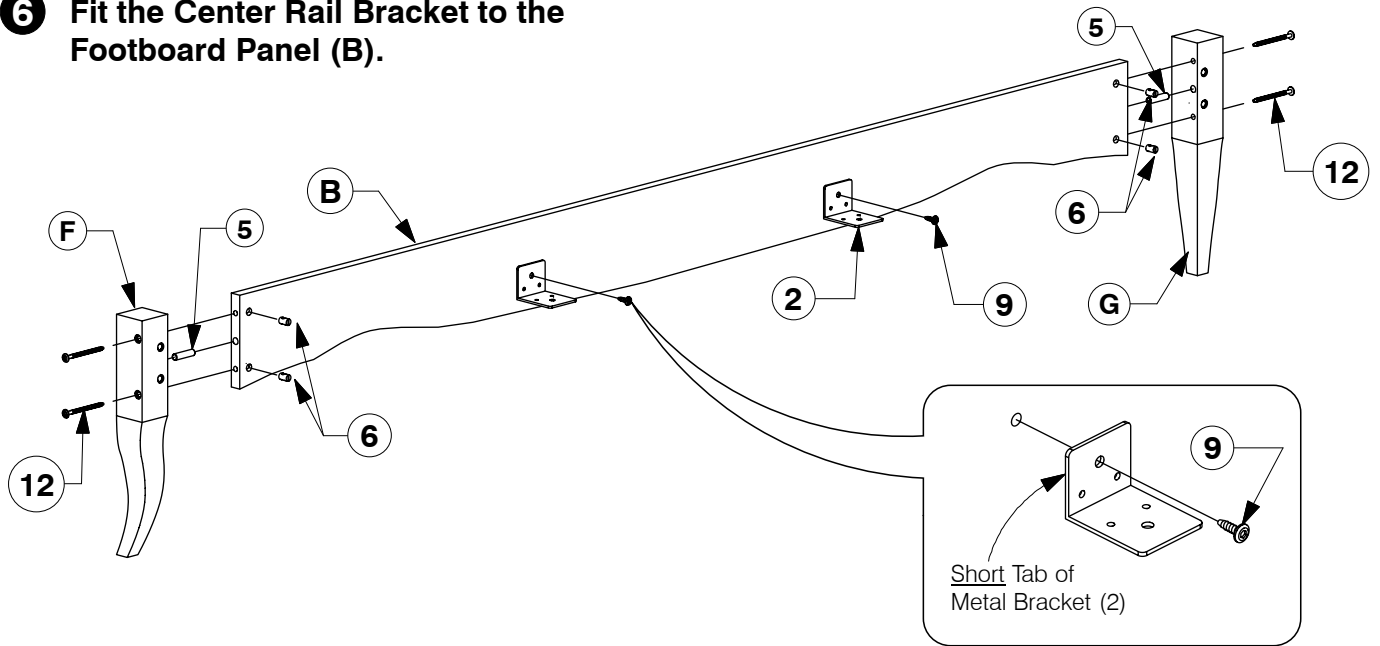 6 Fit the Center Rail Bracket to the
Footboard Panel (B).
5
12
B
6
F
5
2
9
G
6
12
9
Short Tab of
Metal Bracket (2)